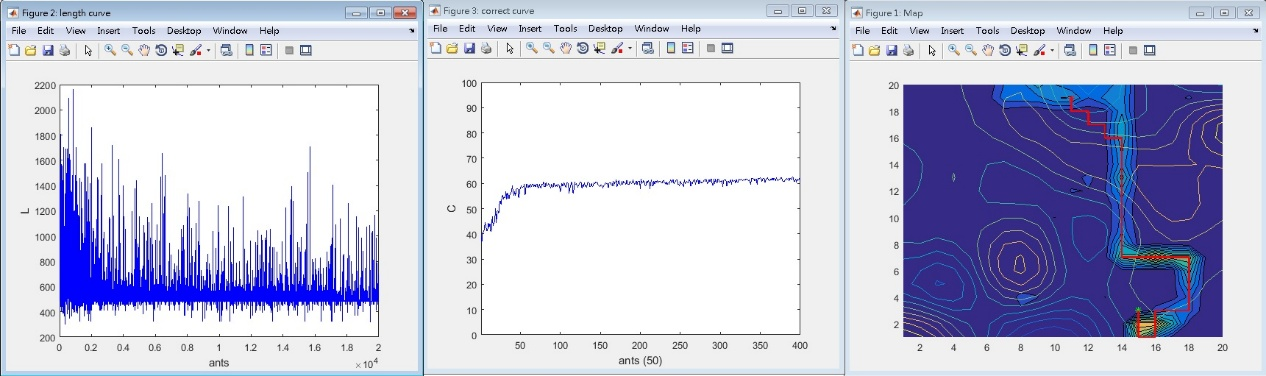 Figure 2: length curve
File Edit View Insert Tools Desktop Window Help
2200
2000
1800
1600
1400
1200
1000
800
600
400
200
L
0 0.2 0.4 0.6 0.8 1 1.2 1.4 1.6 1.8 2
ants
×10⁴
Figure 3: correct curve
File Edit View Insert Tools Desktop Window Help
100
90
80
70
60
50
40
30
20
10
0
C
50 100 150 200 250 300 350 400
ants (50)
Figure 1: Map
File Edit View Insert Tools Desktop Window Help
20
18
16
14
12
10
8
6
4
2
2 4 6 8 10 12 14 16 18 20